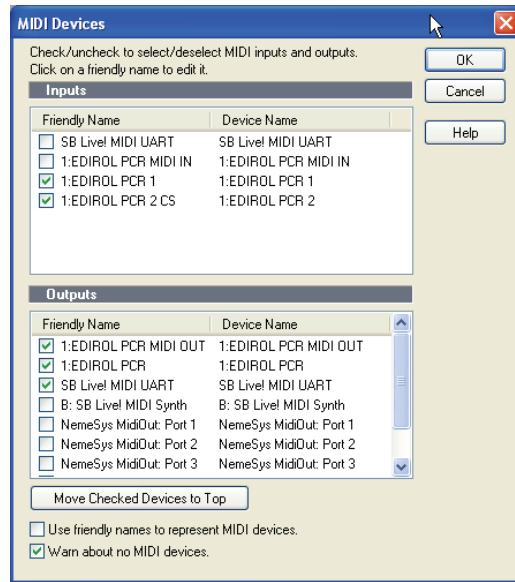 MIDI Devices
Check/uncheck to select/deselect MIDI inputs and outputs.
Click on a friendly name to edit it.
OK
Cancel
Help
Inputs
Friendly Name Device Name
SB Live! MIDI UART SB Live! MIDI UART
1:EDIROL PCR MIDI IN 1:EDIROL PCR MIDI IN
1:EDIROL PCR 1 1:EDIROL PCR 1
1:EDIROL PCR 2 CS 1:EDIROL PCR 2
Outputs
Friendly Name Device Name
1:EDIROL PCR MIDI OUT 1:EDIROL PCR MIDI OUT
1:EDIROL PCR 1:EDIROL PCR
SB Live! MIDI UART SB Live! MIDI UART
B: SB Live! MIDI Synth B: SB Live! MIDI Synth
NemeSys MidiOut: Port 1 NemeSys MidiOut: Port 1
NemeSys MidiOut: Port 2 NemeSys MidiOut: Port 2
NemeSys MidiOut: Port 3 NemeSys MidiOut: Port 3
Move Checked Devices to Top
Use friendly names to represent MIDI devices.
Warn about no MIDI devices.